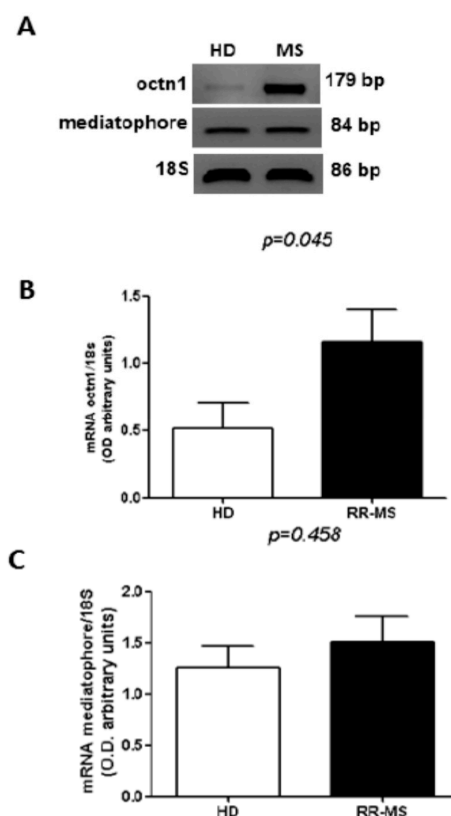 A
HD MS
octn1 179 bp
mediatophore 84 bp
18S 86 bp
p=0.045
B
mRNA octn1/18s
(OD arbitrary units)
1.5
1.0
0.5
0.0
HD RR-MS
p=0.458
C
mRNA mediatophore/18S
(O.D. arbitrary units)
2.0
1.5
1.0
0.5
0.0
HD RR-MS